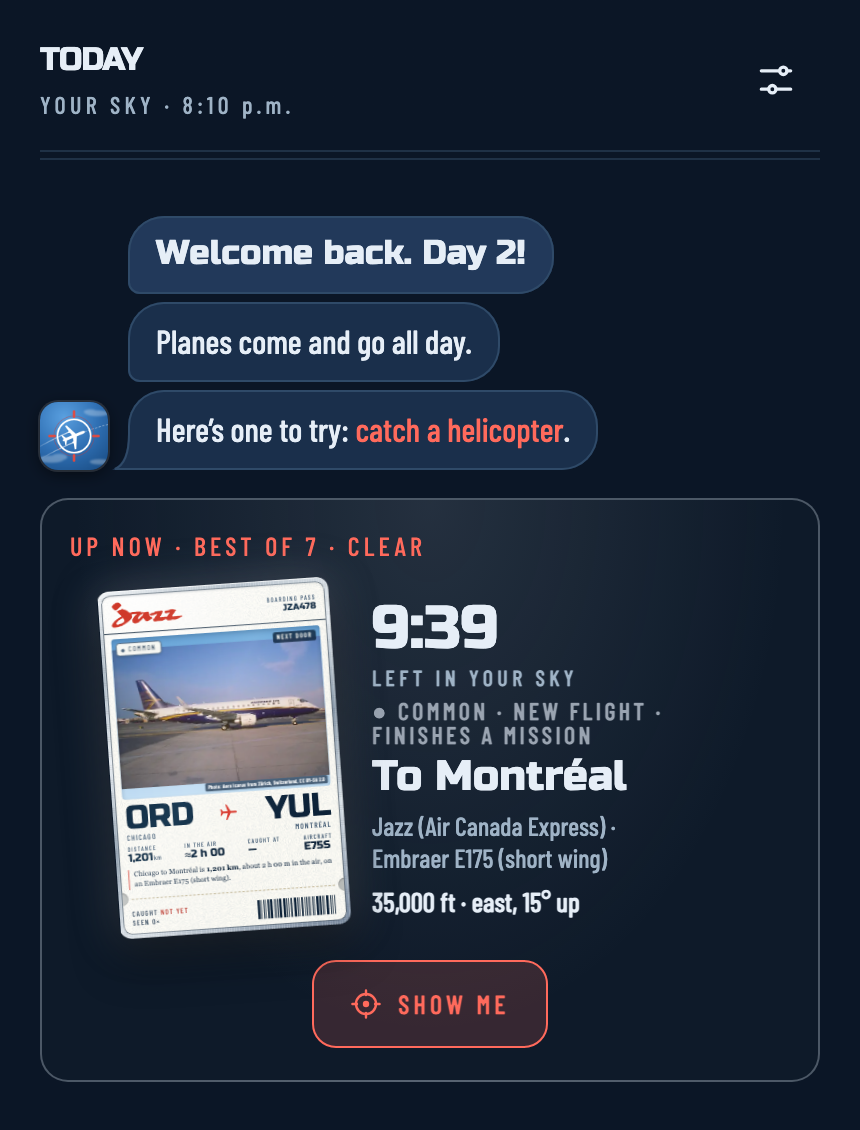 TODAY
YOUR SKY · 8:10 p.m.
Welcome back. Day 2!
Planes come and go all day.
Here's one to try: catch a helicopter.
UP NOW · BEST OF 7 · CLEAR
Jazz
BOARDING PASS
JZA478
COMMON
NEXT DOOR
ORD
YUL
CHICAGO
MONTRÉAL
DISTANCE
1,201km
IN THE AIR
≈2 h 00
CAUGHT AT
—
AIRCRAFT
E75S
Chicago to Montréal is 1,201 km, about 2 h 00 m in the air, on
an Embraer E175 (short wing).
CAUGHT NOT YET
SEEN 0×
9:39
LEFT IN YOUR SKY
● COMMON · NEW FLIGHT ·
FINISHES A MISSION
To Montréal
Jazz (Air Canada Express) ·
Embraer E175 (short wing)
35,000 ft · east, 15° up
SHOW ME